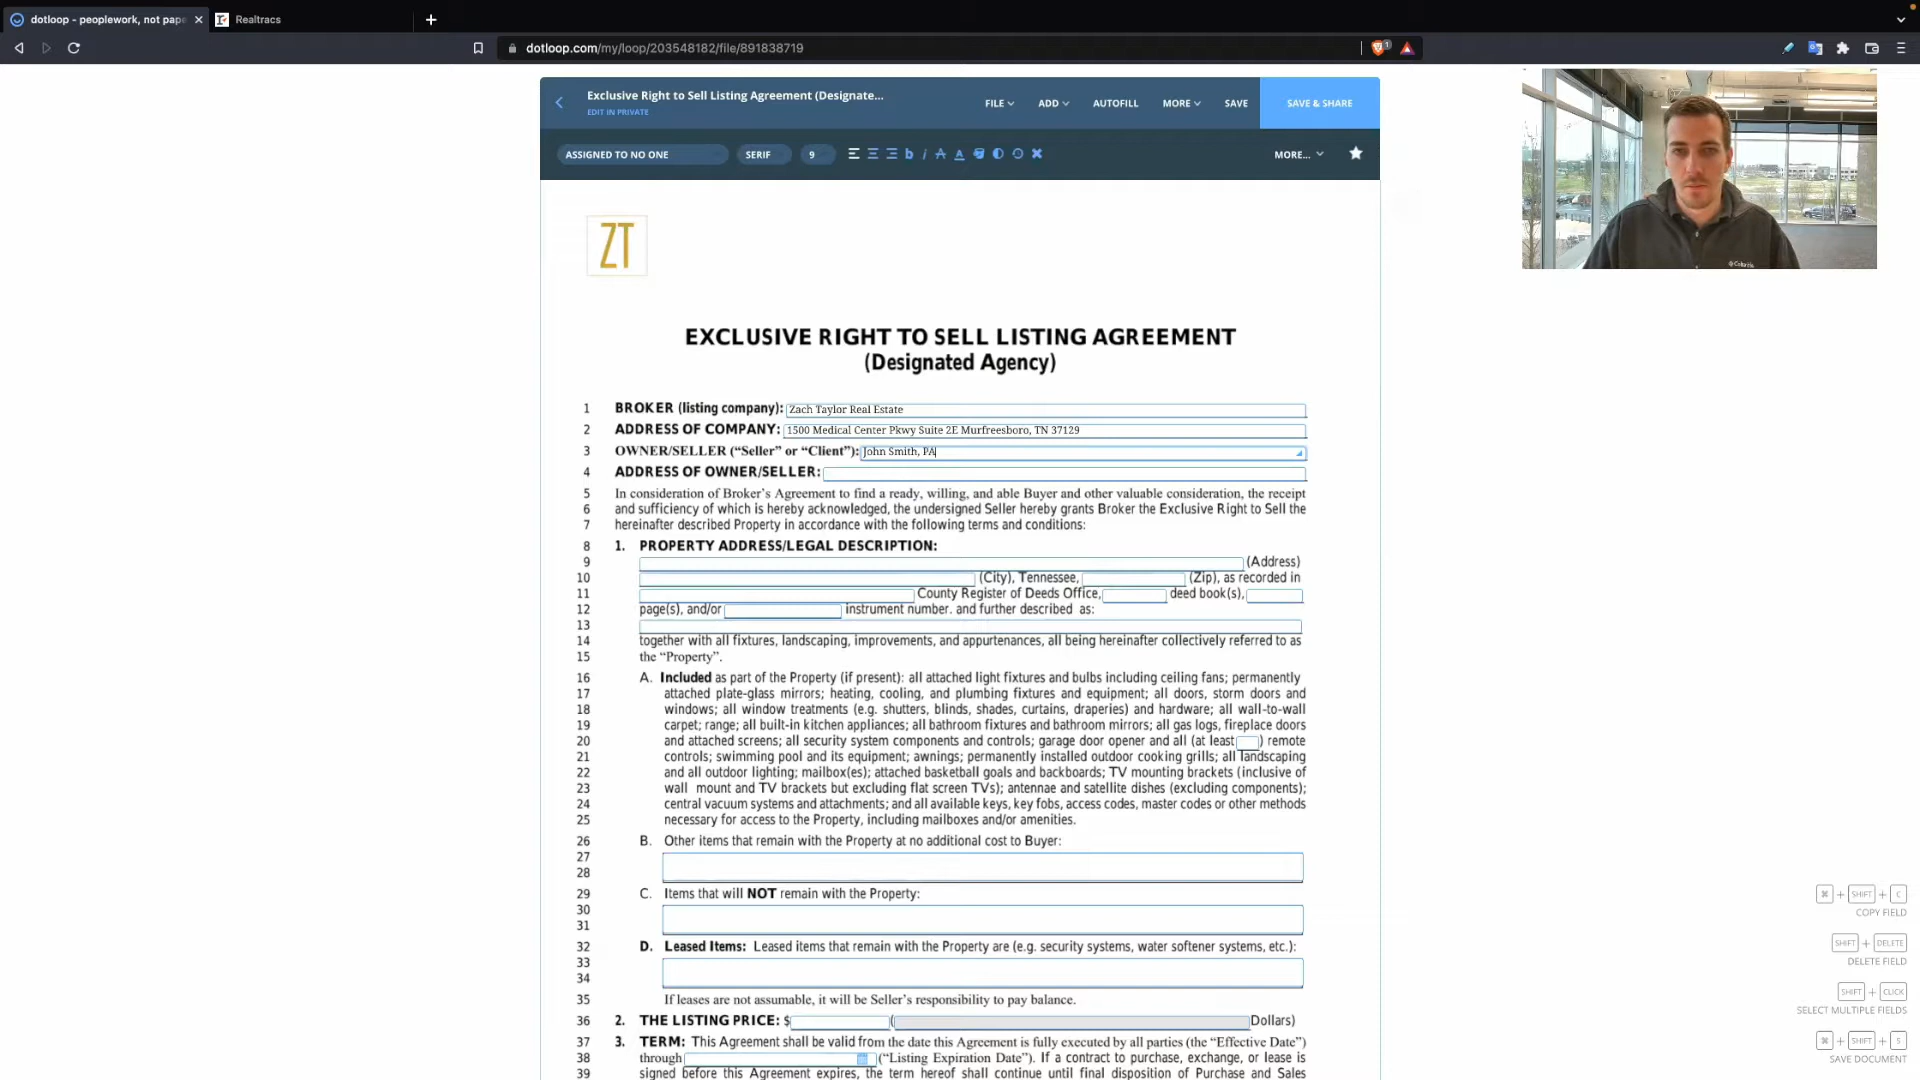 dotloop - peoplework, not pape
Realtracs
dotloop.com/my/loop/203548182/file/891838719
1
Exclusive Right to Sell Listing Agreement (Designate...
EDIT IN PRIVATE
FILE
ADD
AUTOFILL
MORE
SAVE
SAVE & SHARE
ASSIGNED TO NO ONE
SERIF
9
b
i
A
A
MORE...
ZT
EXCLUSIVE RIGHT TO SELL LISTING AGREEMENT
(Designated Agency)
1 BROKER (listing company): Zach Taylor Real Estate
2 ADDRESS OF COMPANY: 1500 Medical Center Pkwy Suite 2E Murfreesboro, TN 37129
3 OWNER/SELLER (“Seller” or “Client”): John Smith, PA
4 ADDRESS OF OWNER/SELLER:
5 In consideration of Broker’s Agreement to find a ready, willing, and able Buyer and other valuable consideration, the receipt
6 and sufficiency of which is hereby acknowledged, the undersigned Seller hereby grants Broker the Exclusive Right to Sell the
7 hereinafter described Property in accordance with the following terms and conditions:
8 1. PROPERTY ADDRESS/LEGAL DESCRIPTION:
9 (Address)
10 (City), Tennessee, (Zip), as recorded in
11 County Register of Deeds Office, deed book(s),
12 page(s), and/or instrument number. and further described as:
13
14 together with all fixtures, landscaping, improvements, and appurtenances, all being hereinafter collectively referred to as
15 the “Property”.
16 A. Included as part of the Property (if present): all attached light fixtures and bulbs including ceiling fans; permanently
17 attached plate-glass mirrors; heating, cooling, and plumbing fixtures and equipment; all doors, storm doors and
18 windows; all window treatments (e.g. shutters, blinds, shades, curtains, draperies) and hardware; all wall-to-wall
19 carpet; range; all built-in kitchen appliances; all bathroom fixtures and bathroom mirrors; all gas logs, fireplace doors
20 and attached screens; all security system components and controls; garage door opener and all (at least ) remote
21 controls; swimming pool and its equipment; awnings; permanently installed outdoor cooking grills; all landscaping
22 and all outdoor lighting; mailbox(es); attached basketball goals and backboards; TV mounting brackets (inclusive of
23 wall mount and TV brackets but excluding flat screen TVs); antennae and satellite dishes (excluding components);
24 central vacuum systems and attachments; and all available keys, key fobs, access codes, master codes or other methods
25 necessary for access to the Property, including mailboxes and/or amenities.
26 B. Other items that remain with the Property at no additional cost to Buyer:
27
28
29 C. Items that will NOT remain with the Property:
30
31
32 D. Leased Items: Leased items that remain with the Property are (e.g. security systems, water softener systems, etc.):
33
34
35 If leases are not assumable, it will be Seller’s responsibility to pay balance.
36 2. THE LISTING PRICE: $ ( Dollars)
37 3. TERM: This Agreement shall be valid from the date this Agreement is fully executed by all parties (the “Effective Date”)
38 through (“Listing Expiration Date”). If a contract to purchase, exchange, or lease is
39 signed before this Agreement expires, the term hereof shall continue until final disposition of Purchase and Sales
Columbia
⌘ + SHIFT + C
COPY FIELD
SHIFT + DELETE
DELETE FIELD
SHIFT + CLICK
SELECT MULTIPLE FIELDS
⌘ + SHIFT + S
SAVE DOCUMENT